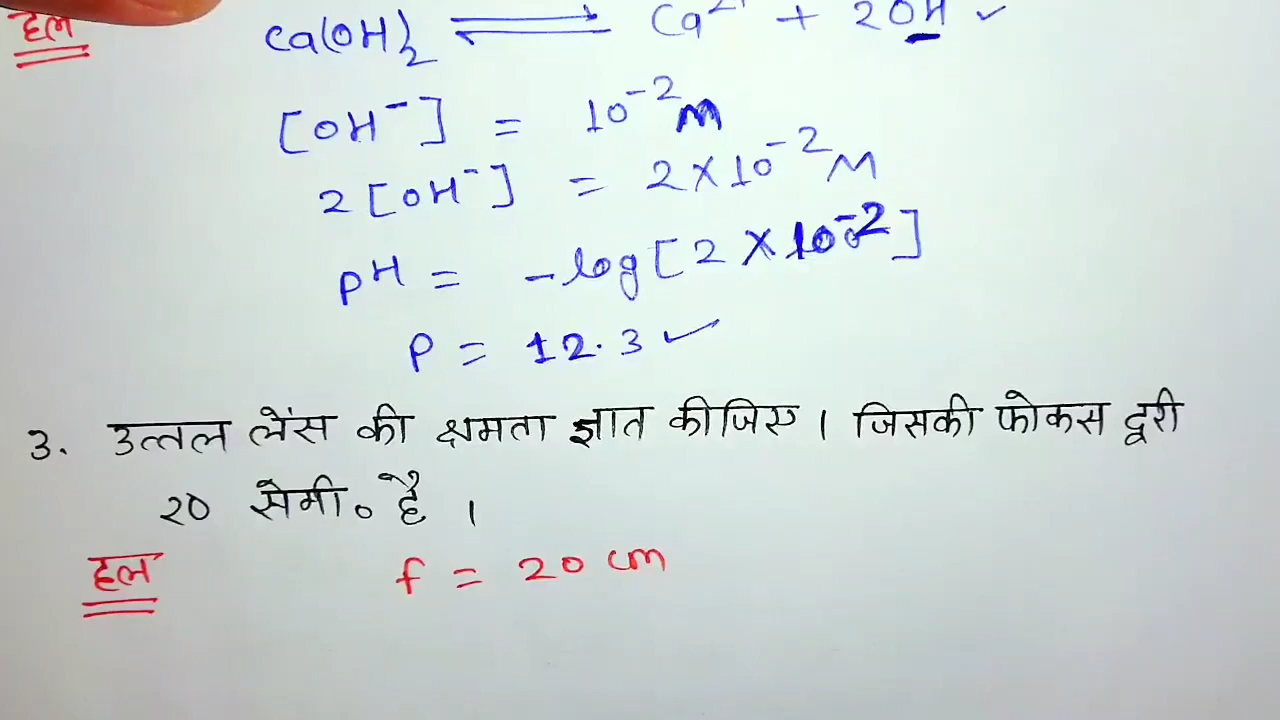 हल Ca(OH)2 ⇌ Ca2+ + 2OH ✓
[OH-] = 10^-2 M
2[OH-] = 2×10^-2 M
pH = -log[2×10^-2]
P = 12.3 ✓
3. उत्तल लेंस की क्षमता ज्ञात कीजिए । जिसकी फोकस दूरी
20 सेमी० है ।
हल f = 20 cm